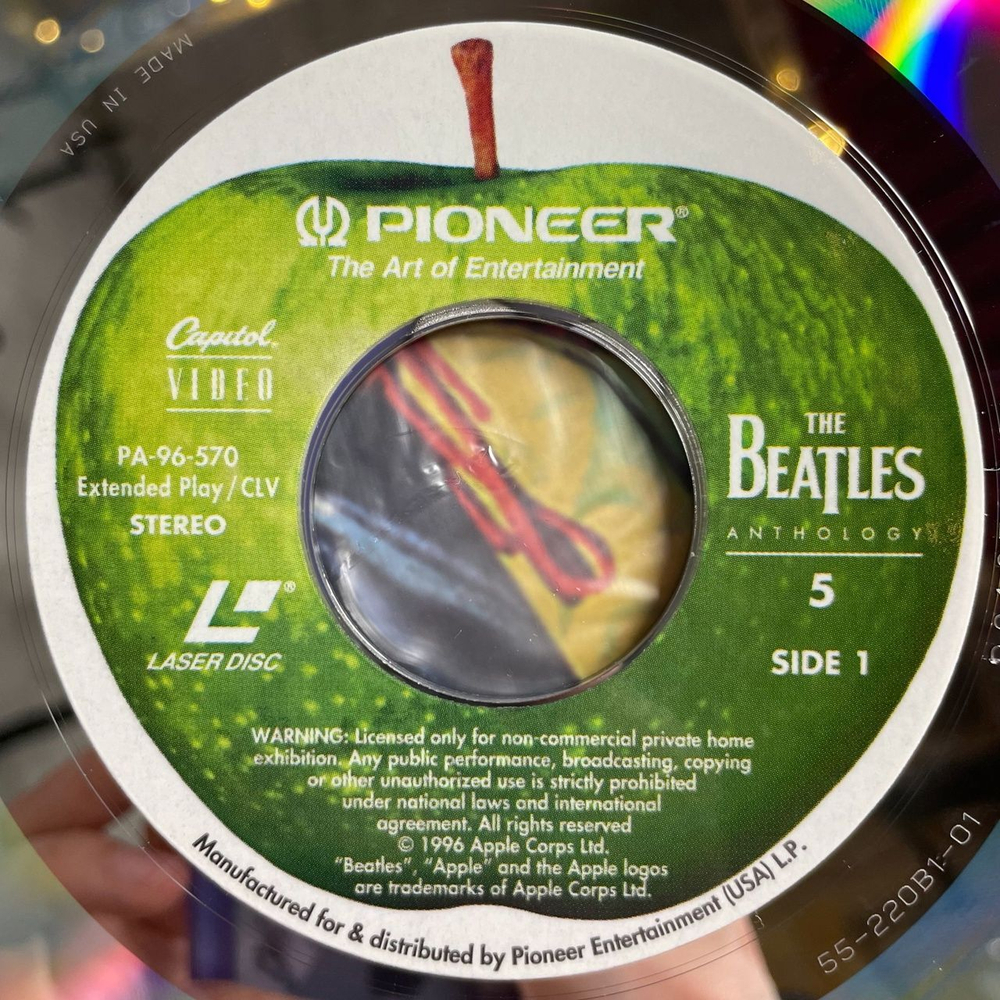 MADE IN USA
PIONEER®
The Art of Entertainment
Capitol™
VIDEO
PA-96-570
Extended Play/CLV
STEREO
LASER DISC
®
THE
BEATLES
ANTHOLOGY
5
SIDE 1
WARNING: Licensed only for non-commercial private home
exhibition. Any public performance, broadcasting, copying
or other unauthorized use is strictly prohibited
under national laws and international
agreement. All rights reserved
© 1996 Apple Corps Ltd.
"Beatles", "Apple" and the Apple logos
are trademarks of Apple Corps Ltd.
Manufactured for & distributed by Pioneer Entertainment (USA) L.P.
55-220B1-01